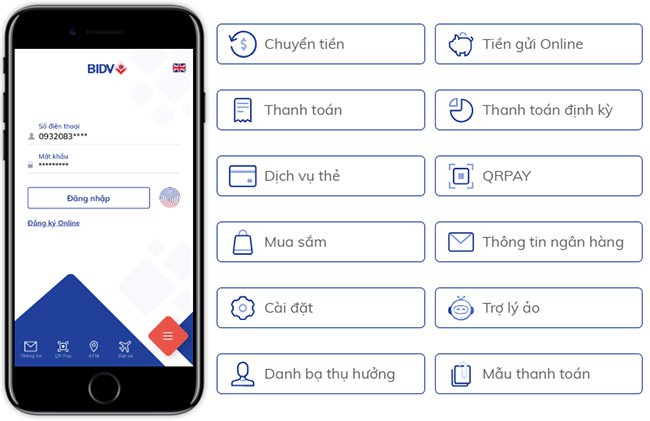 BIDV
Số điện thoại
0932083****
Mật khẩu
*********
Đăng nhập
Đăng ký Online
Thông tin
QR Pay
ATM
Đặt vé
Chuyển tiền
Tiền gửi Online
Thanh toán
Thanh toán định kỳ
Dịch vụ thẻ
QRPAY
Mua sắm
Thông tin ngân hàng
Cài đặt
Trợ lý ảo
Danh bạ thụ hưởng
Mẫu thanh toán